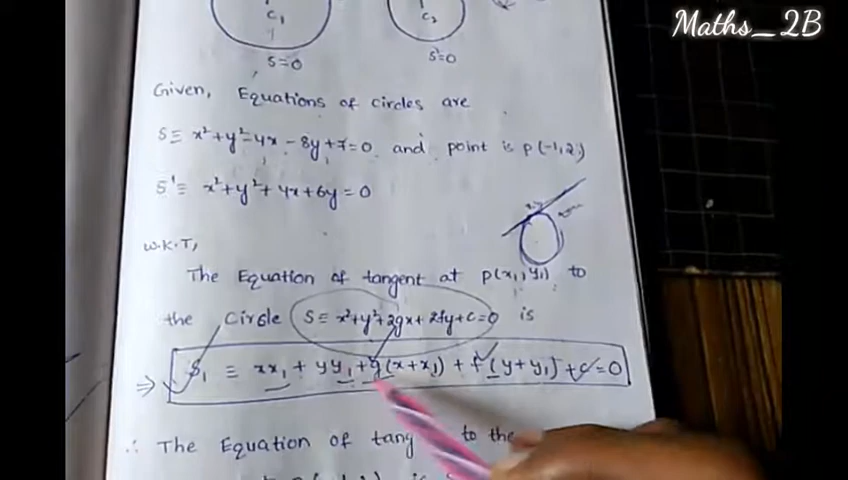 Maths_2B
C₁ C₂
S=0 S'=0
Given, Equations of circles are
S ≡ x²+y²-4x-8y+7=0 and point is P(-1,2)
S' ≡ x²+y²+4x+6y=0
W.K.T,
The Equation of tangent at P(x₁,y₁) to
the Circle S ≡ x²+y²+2gx+2fy+c=0 is
⇒ S₁ ≡ xx₁ + yy₁ + g(x+x₁) + f(y+y₁) + c=0
∴ The Equation of tang to the